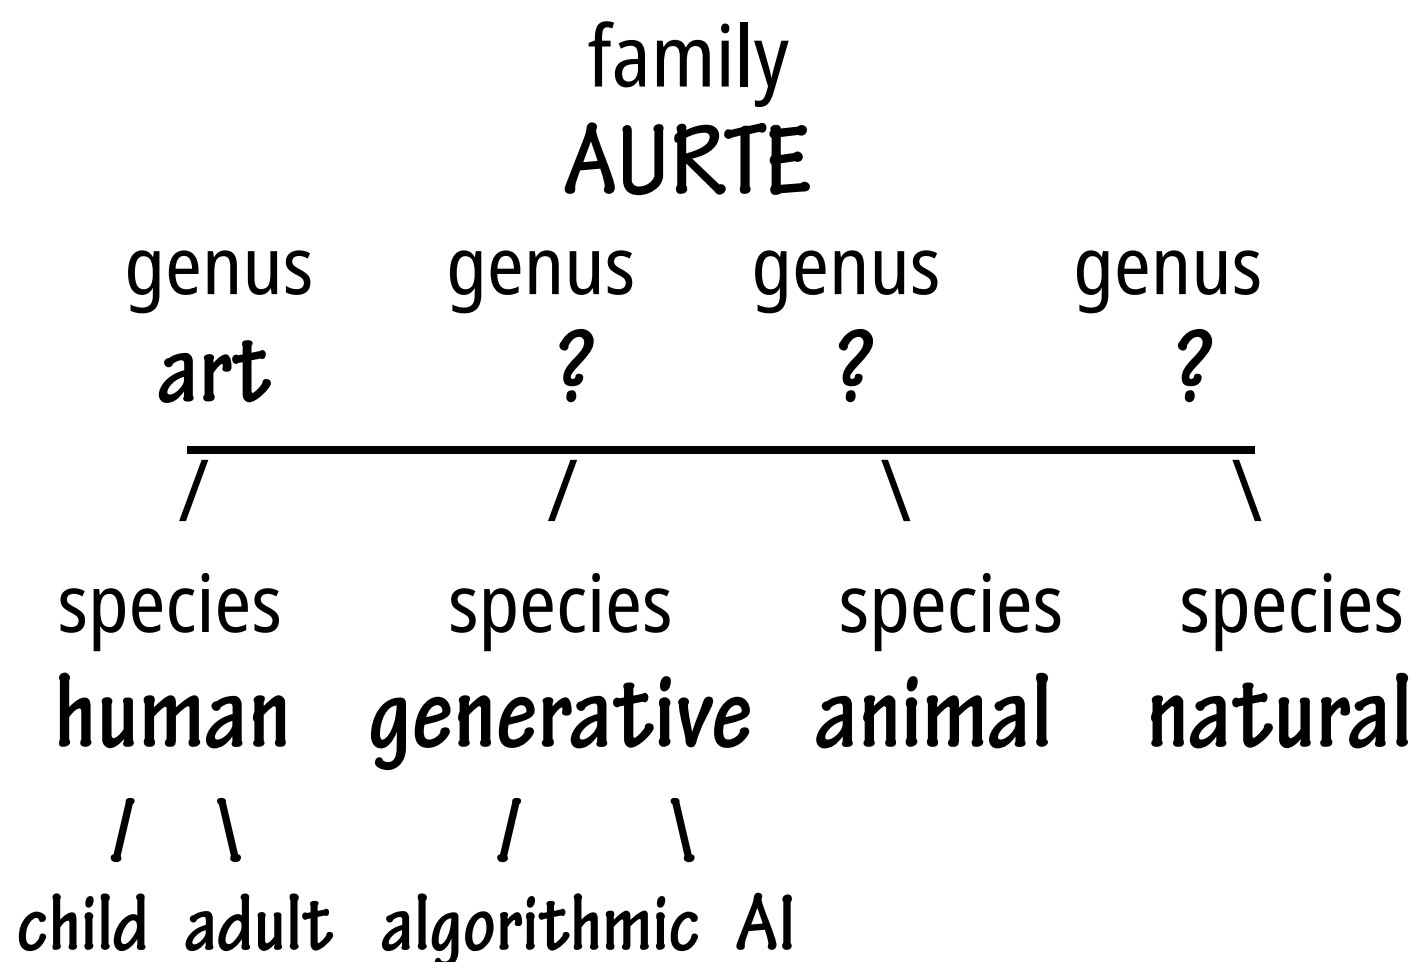 family
AURTE
genus genus genus genus
art ? ? ?
/ / \ \
species species species species
human generative animal natural
/ \ / \
child adult algorithmic AI